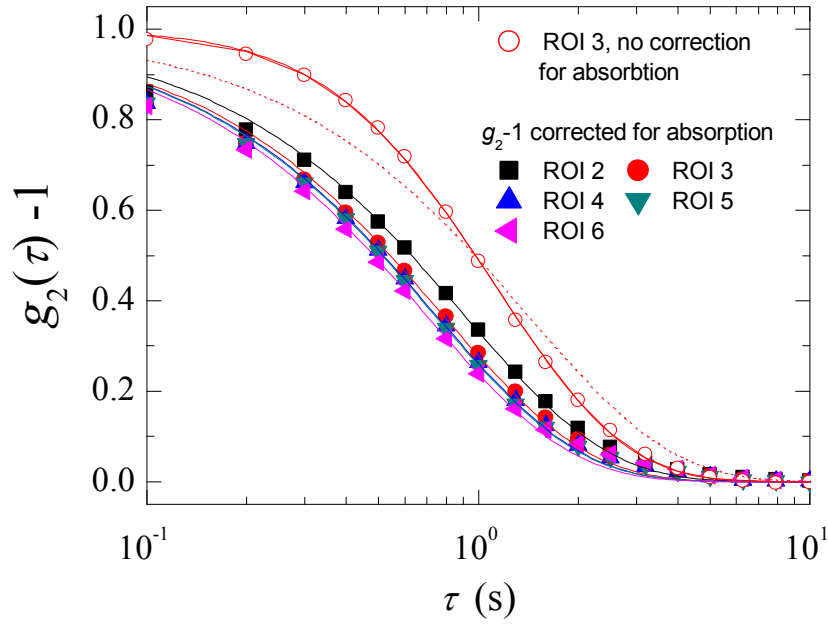 ROI 3, no correction
for absorbtion
g₂-1 corrected for absorption
ROI 2 ROI 3
ROI 4 ROI 5
ROI 6
g₂(τ) -1
1.0
0.8
0.6
0.4
0.2
0.0
10⁻¹ 10⁰ 10¹
τ (s)